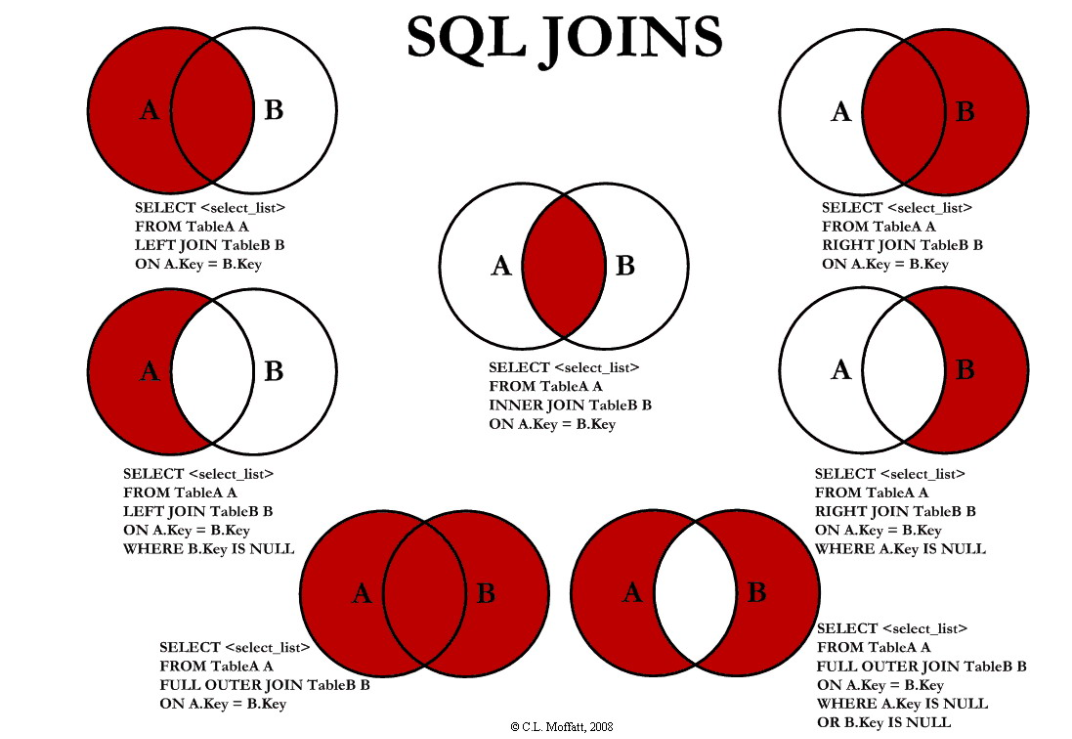 SQL JOINS
A B
SELECT <select_list>
FROM TableA A
LEFT JOIN TableB B
ON A.Key = B.Key
A B
SELECT <select_list>
FROM TableA A
RIGHT JOIN TableB B
ON A.Key = B.Key
A B
SELECT <select_list>
FROM TableA A
INNER JOIN TableB B
ON A.Key = B.Key
A B
SELECT <select_list>
FROM TableA A
LEFT JOIN TableB B
ON A.Key = B.Key
WHERE B.Key IS NULL
A B
SELECT <select_list>
FROM TableA A
RIGHT JOIN TableB B
ON A.Key = B.Key
WHERE A.Key IS NULL
A B
SELECT <select_list>
FROM TableA A
FULL OUTER JOIN TableB B
ON A.Key = B.Key
A B
SELECT <select_list>
FROM TableA A
FULL OUTER JOIN TableB B
ON A.Key = B.Key
WHERE A.Key IS NULL
OR B.Key IS NULL
© C.L. Moffatt, 2008